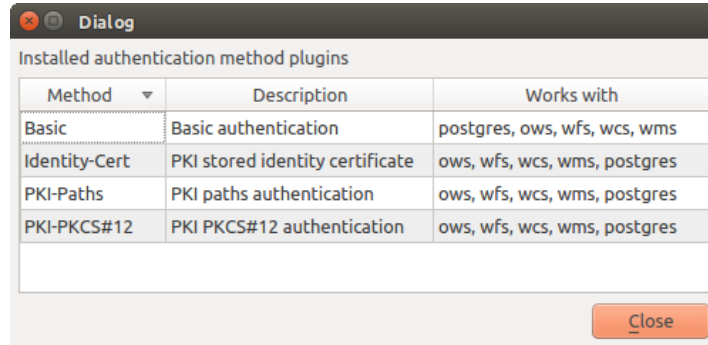 Dialog
Installed authentication method plugins
Method Description Works with
Basic Basic authentication postgres, ows, wfs, wcs, wms
Identity-Cert PKI stored identity certificate ows, wfs, wcs, wms, postgres
PKI-Paths PKI paths authentication ows, wfs, wcs, wms, postgres
PKI-PKCS#12 PKI PKCS#12 authentication ows, wfs, wcs, wms, postgres
Close